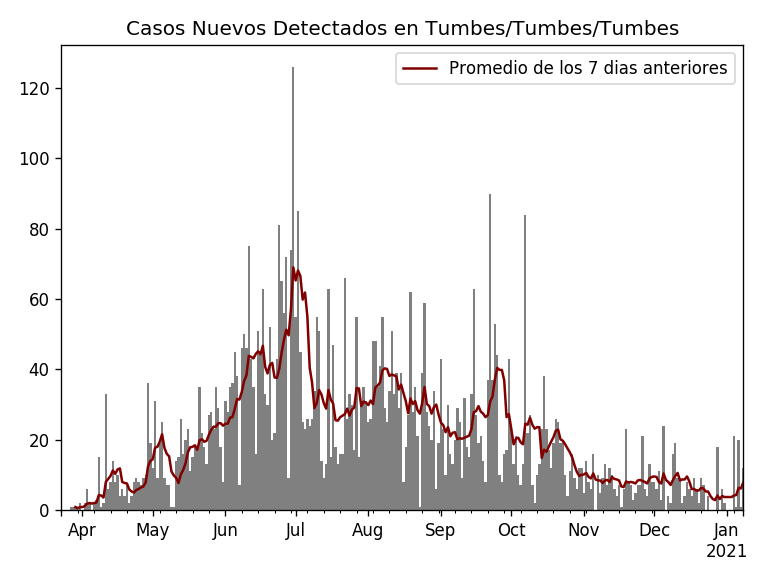 Casos Nuevos Detectados en Tumbes/Tumbes/Tumbes
Promedio de los 7 dias anteriores
120
100
80
60
40
20
0
Apr May Jun Jul Aug Sep Oct Nov Dec Jan
2021